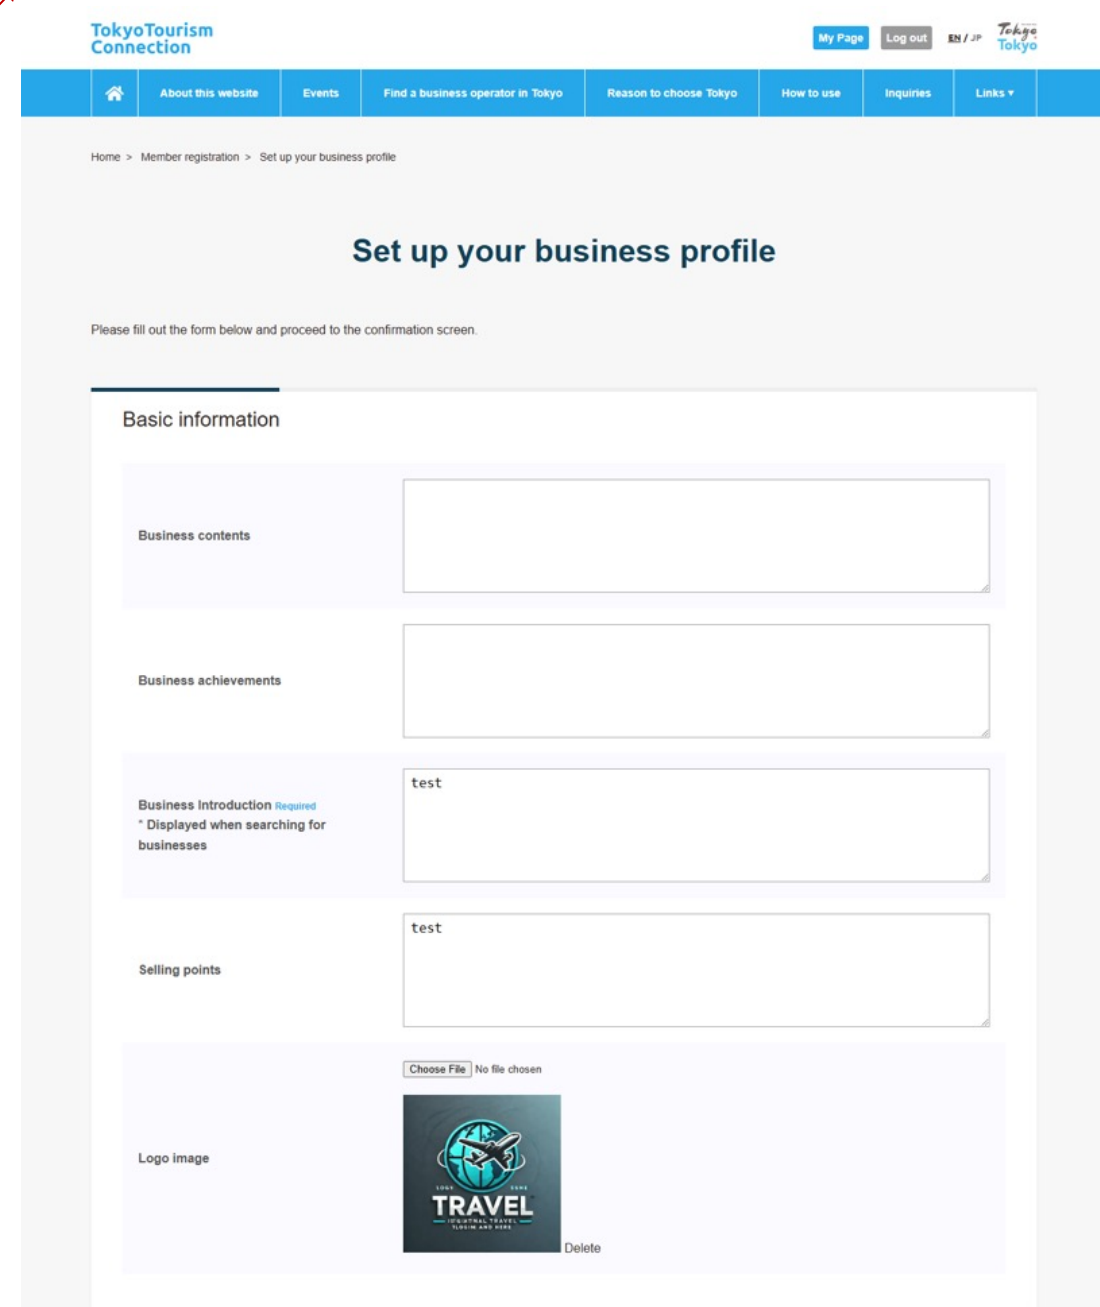 TokyoTourism
Connection
My Page
Log out
EN / JP
Tokyo
Tokyo
About this website
Events
Find a business operator in Tokyo
Reason to choose Tokyo
How to use
Inquiries
Links ▾
Home > Member registration > Set up your business profile
Set up your business profile
Please fill out the form below and proceed to the confirmation screen.
Basic information
Business contents
Business achievements
Business Introduction Required
* Displayed when searching for
businesses
test
Selling points
test
Logo image
Choose File No file chosen
TRAVEL
Delete